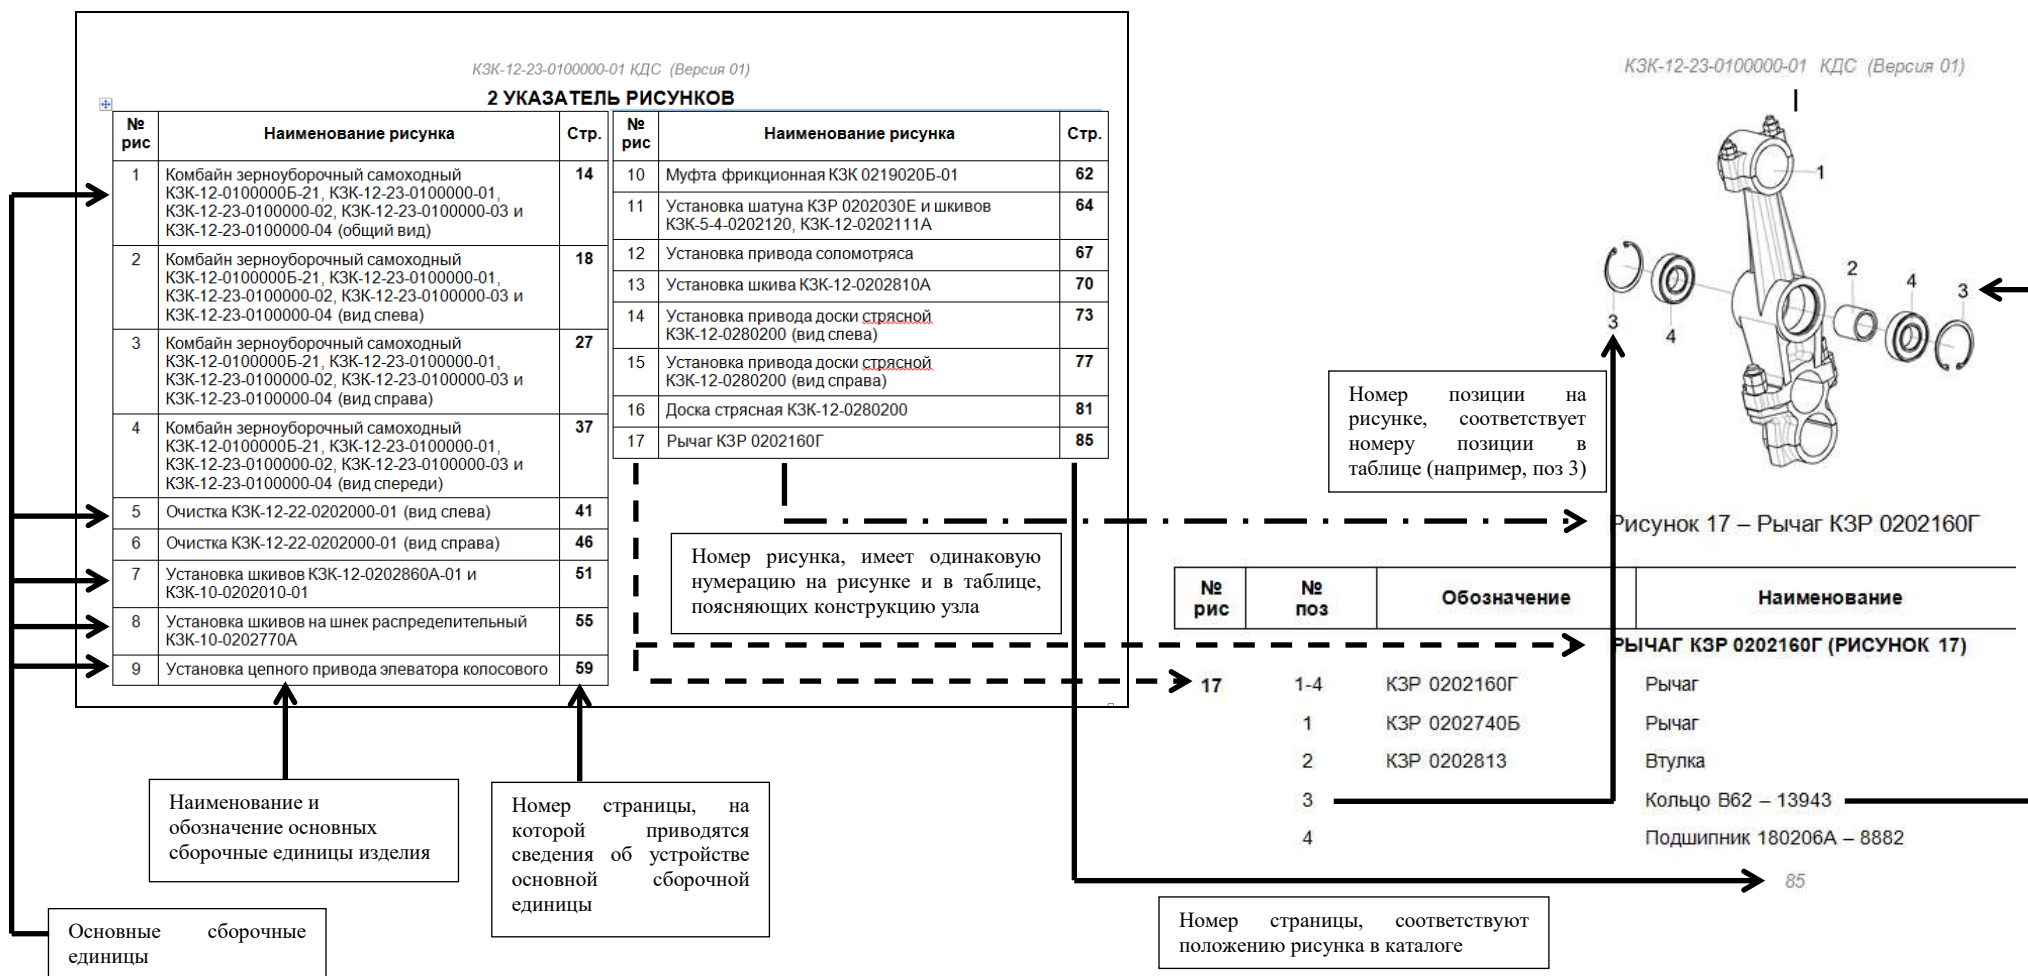 КЗК-12-23-0100000-01 КДС (Версия 01)
2 УКАЗАТЕЛЬ РИСУНКОВ
№ рис
Наименование рисунка
Стр.
1
Комбайн зерноуборочный самоходный
КЗК-12-0100000Б-21, КЗК-12-23-0100000-01,
КЗК-12-23-0100000-02, КЗК-12-23-0100000-03 и
КЗК-12-23-0100000-04 (общий вид)
14
2
Комбайн зерноуборочный самоходный
КЗК-12-0100000Б-21, КЗК-12-23-0100000-01,
КЗК-12-23-0100000-02, КЗК-12-23-0100000-03 и
КЗК-12-23-0100000-04 (вид слева)
18
3
Комбайн зерноуборочный самоходный
КЗК-12-0100000Б-21, КЗК-12-23-0100000-01,
КЗК-12-23-0100000-02, КЗК-12-23-0100000-03 и
КЗК-12-23-0100000-04 (вид справа)
27
4
Комбайн зерноуборочный самоходный
КЗК-12-0100000Б-21, КЗК-12-23-0100000-01,
КЗК-12-23-0100000-02, КЗК-12-23-0100000-03 и
КЗК-12-23-0100000-04 (вид спереди)
37
5
Очистка КЗК-12-22-0202000-01 (вид слева)
41
6
Очистка КЗК-12-22-0202000-01 (вид справа)
46
7
Установка шкивов КЗК-12-0202860А-01 и
КЗК-10-0202010-01
51
8
Установка шкивов на шнек распределительный
КЗК-10-0202770А
55
9
Установка цепного привода элеватора колосового
59
№ рис
Наименование рисунка
Стр.
10
Муфта фрикционная КЗК 0219020Б-01
62
11
Установка шатуна КЗР 0202030Е и шкивов
КЗК-5-4-0202120, КЗК-12-0202111А
64
12
Установка привода соломотряса
67
13
Установка шкива КЗК-12-0202810А
70
14
Установка привода доски стрясной
КЗК-12-0280200 (вид слева)
73
15
Установка привода доски стрясной
КЗК-12-0280200 (вид справа)
77
16
Доска стрясная КЗК-12-0280200
81
17
Рычаг КЗР 0202160Г
85
Номер рисунка, имеет одинаковую
нумерацию на рисунке и в таблице,
поясняющих конструкцию узла
Наименование и
обозначение основных
сборочные единицы изделия
Номер страницы, на
которой приводятся
сведения об устройстве
основной сборочной
единицы
Основные сборочные
единицы
КЗК-12-23-0100000-01 КДС (Версия 01)
1
2
4
3
3
4
Номер позиции на
рисунке, соответствует
номеру позиции в
таблице (например, поз 3)
Рисунок 17 – Рычаг КЗР 0202160Г
№ рис
№ поз
Обозначение
Наименование
РЫЧАГ КЗР 0202160Г (РИСУНОК 17)
17
1-4
КЗР 0202160Г
Рычаг
1
КЗР 0202740Б
Рычаг
2
КЗР 0202813
Втулка
3
Кольцо В62 – 13943
4
Подшипник 180206А – 8882
85
Номер страницы, соответствуют
положению рисунка в каталоге